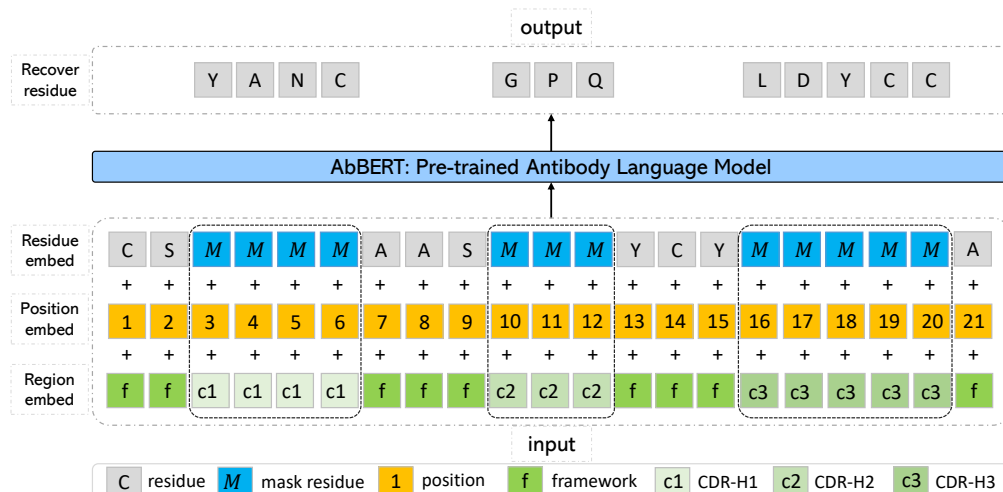 output
Recover residue
Y A N C G P Q L D Y C C
AbBERT: Pre-trained Antibody Language Model
Residue embed
C S M M M M A A S M M M Y C Y M M M M M A
+ + + + + + + + + + + + + + + + + + + + +
Position embed
1 2 3 4 5 6 7 8 9 10 11 12 13 14 15 16 17 18 19 20 21
+ + + + + + + + + + + + + + + + + + + + +
Region embed
f f c1 c1 c1 c1 f f f c2 c2 c2 f f f c3 c3 c3 c3 c3 f
input
C residue M mask residue 1 position f framework c1 CDR-H1 c2 CDR-H2 c3 CDR-H3